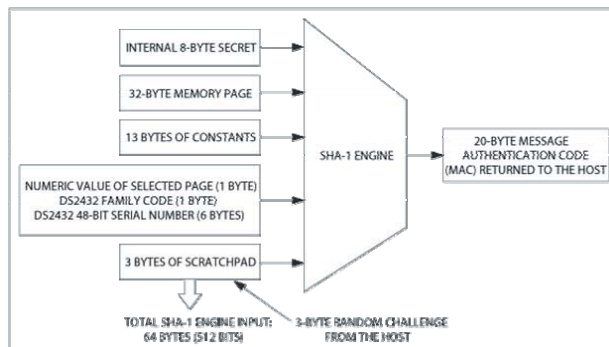 INTERNAL 8-BYTE SECRET
32-BYTE MEMORY PAGE
13 BYTES OF CONSTANTS
NUMERIC VALUE OF SELECTED PAGE (1 BYTE)
DS2432 FAMILY CODE (1 BYTE)
DS2432 48-BIT SERIAL NUMBER (6 BYTES)
3 BYTES OF SCRATCHPAD
SHA-1 ENGINE
20-BYTE MESSAGE
AUTHENTICATION CODE
(MAC) RETURNED TO THE HOST
TOTAL SHA-1 ENGINE INPUT:
64 BYTES (512 BITS)
3-BYTE RANDOM CHALLENGE
FROM THE HOST